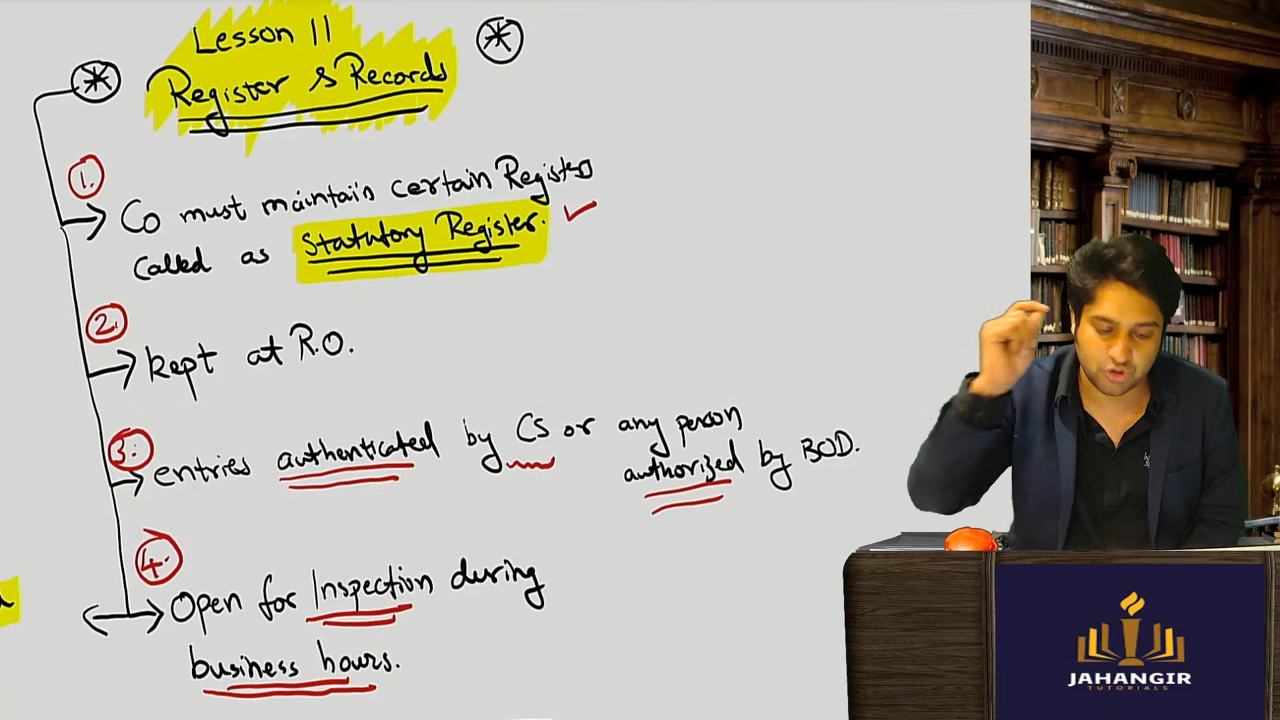 Lesson 11
Register & Records
1.
Co must maintain certain Registers
called as Statutory Register.
2.
kept at R.O.
3.
entries authenticated by CS or any person
authorized by BOD.
4.
Open for Inspection during
business hours.
JAHANGIR
TUTORIALS